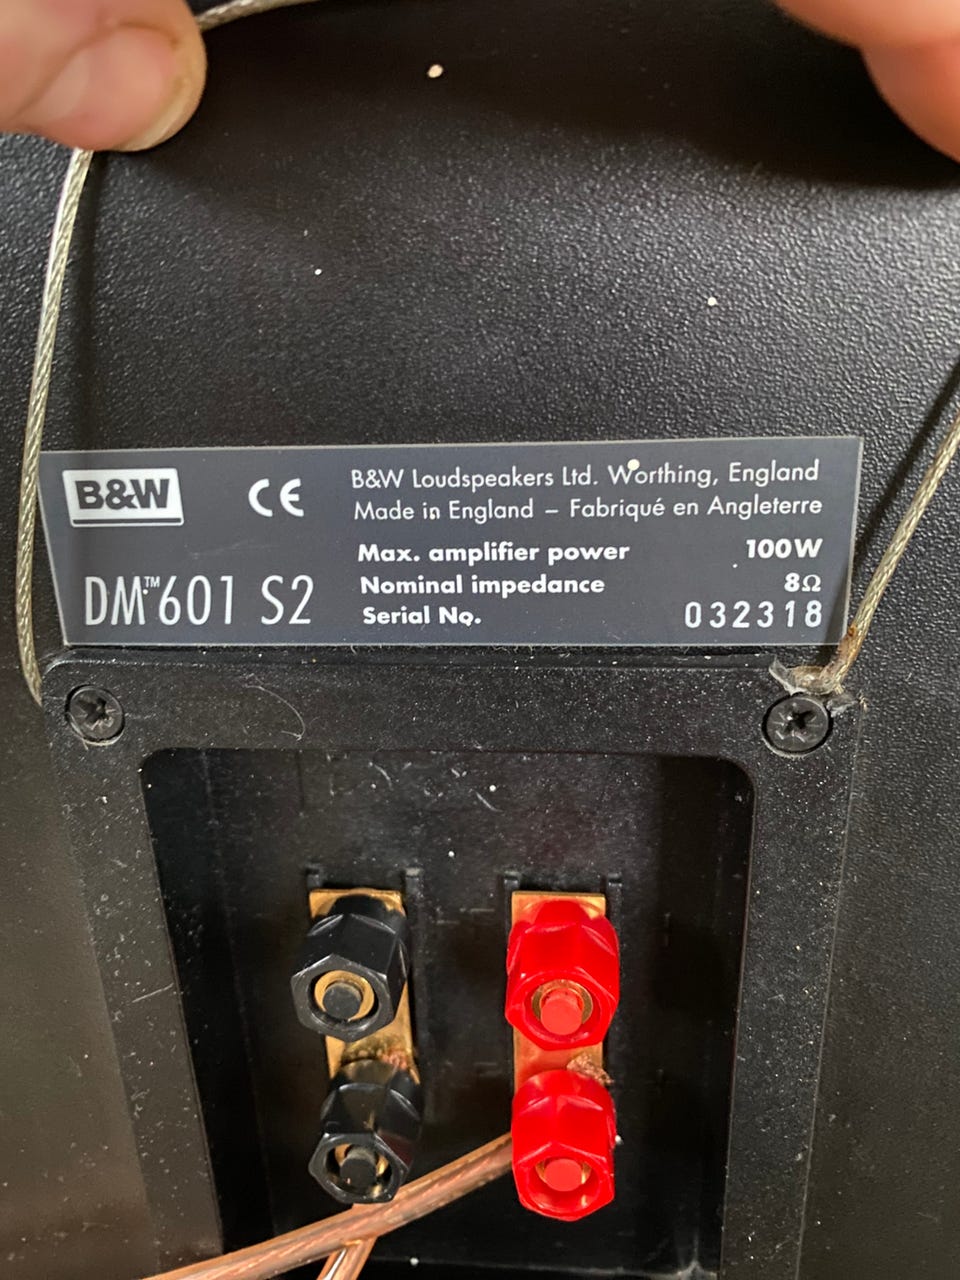 B&W
CE
B&W Loudspeakers Ltd. Worthing, England
Made in England – Fabriqué en Angleterre
DM™601 S2
Max. amplifier power 100W
Nominal impedance 8Ω
Serial No. 032318